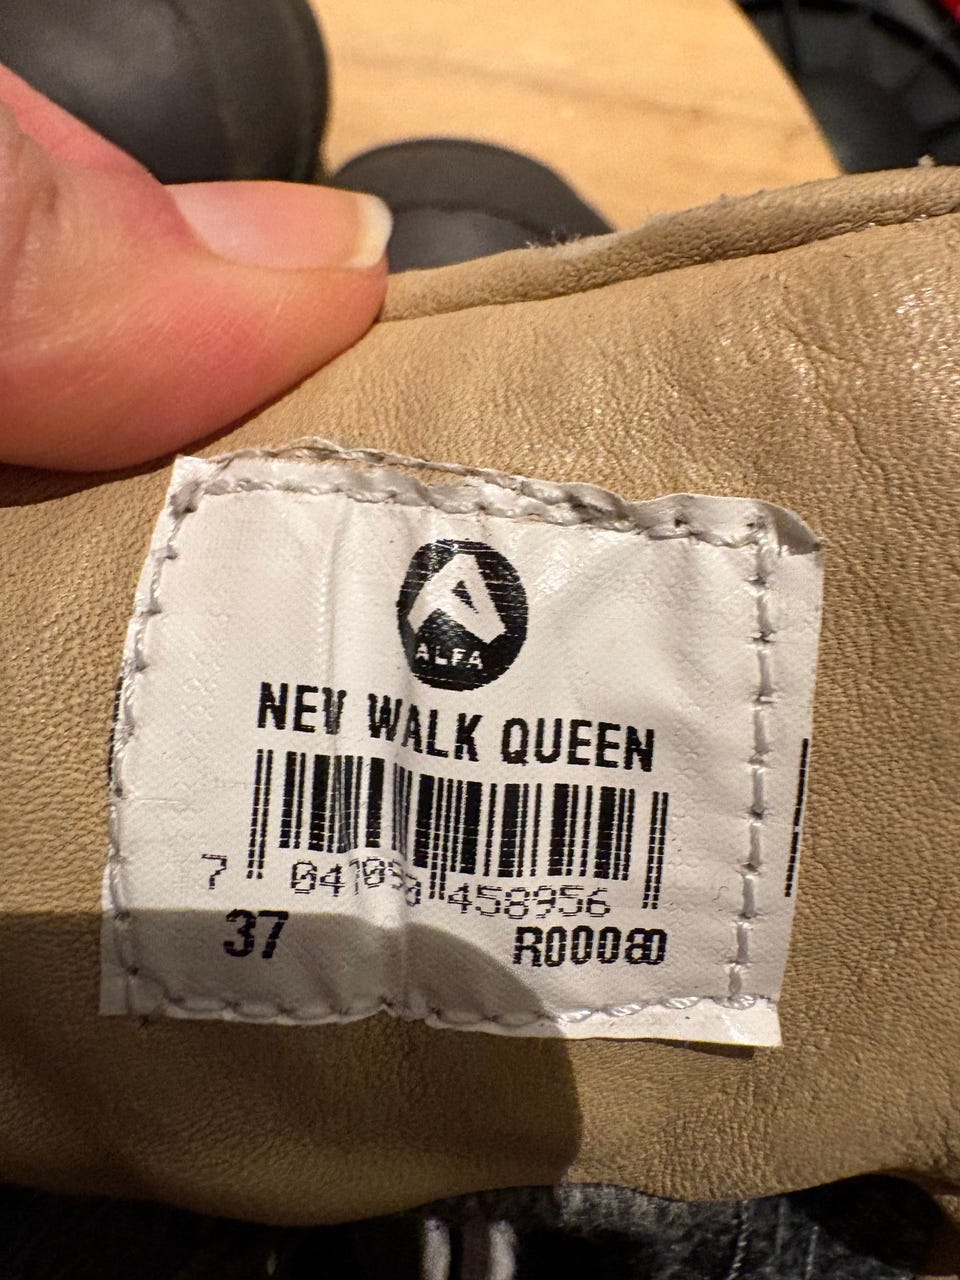 ALFA
NEW WALK QUEEN
7 458956
37 R00080